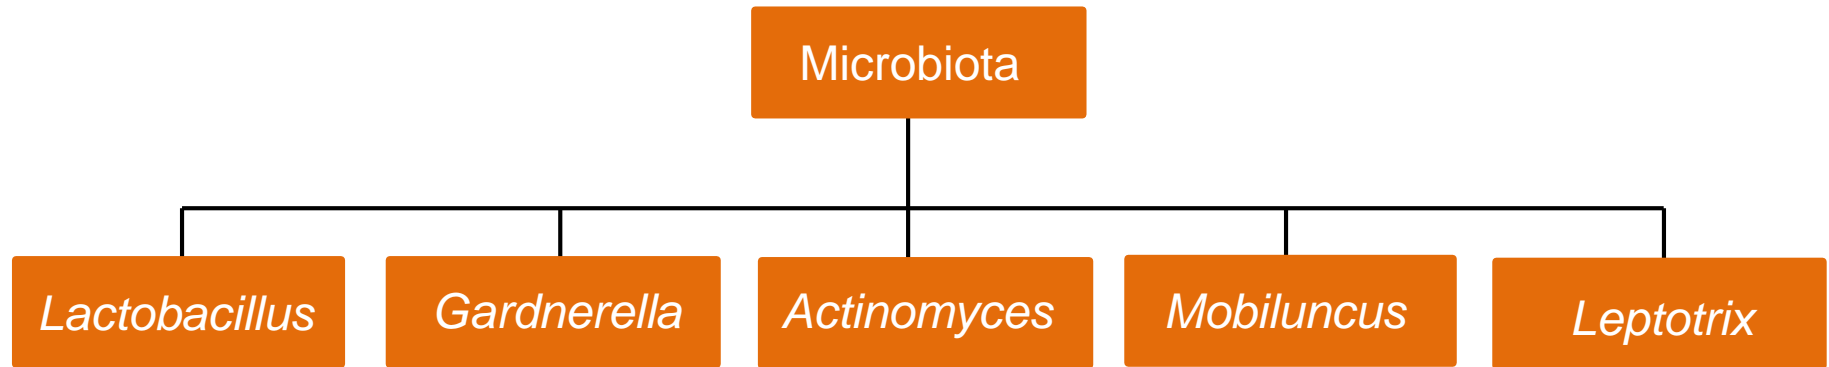 Microbiota
Lactobacillus
Gardnerella
Actinomyces
Mobiluncus
Leptotrix